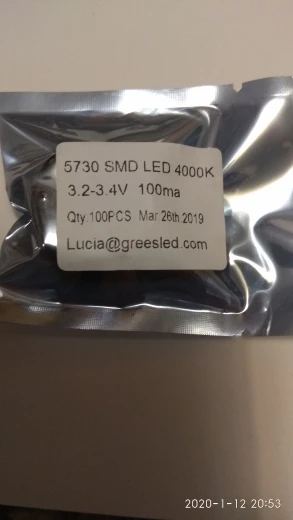 5730 SMD LED 4000K
3.2-3.4V 100ma
Qty:100PCS Mar 26th.2019
Lucia@greesled.com
2020-1-12 20:53